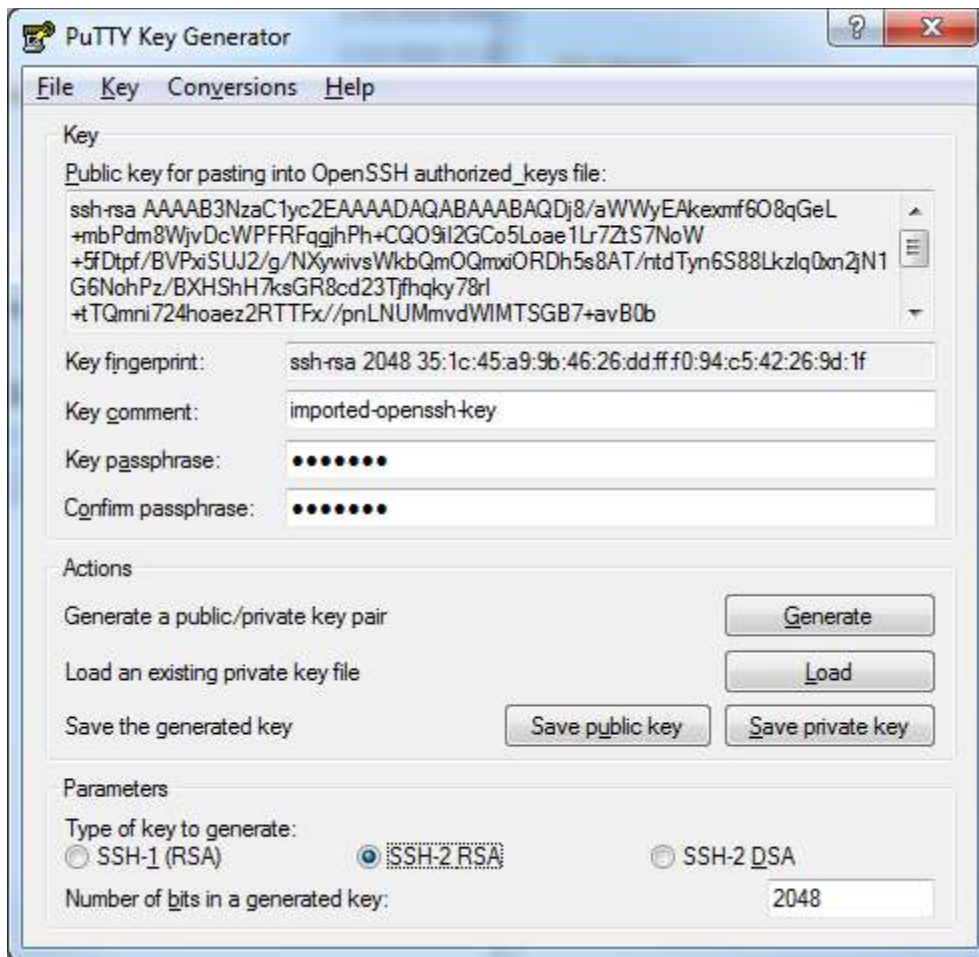 PuTTY Key Generator
File Key Conversions Help
Key
Public key for pasting into OpenSSH authorized_keys file:
ssh-rsa AAAAB3NzaC1yc2EAAAADAQABAAABAQDj8/aWWyEAkexmf6O8qGeL
+mbPdm8WjvDcWPFRFqgjhPh+CQO9iI2GCo5Loae1Lr7ZtS7NoW
+5fDtpf/BVPxiSUJ2/g/NXywivsWkbQmOQmxiORDh5s8AT/ntdTyn6S88LkzIq0xn2jN1
G6NohPz/BXHShH7ksGR8cd23Tjfhqky78rI
+tTQmni724hoaez2RTTFx//pnLNUMmvdWIMTSGB7+avB0b
Key fingerprint: ssh-rsa 2048 35:1c:45:a9:9b:46:26:dd:ff:f0:94:c5:42:26:9d:1f
Key comment: imported-openssh-key
Key passphrase: •••••••
Confirm passphrase: •••••••
Actions
Generate a public/private key pair Generate
Load an existing private key file Load
Save the generated key Save public key Save private key
Parameters
Type of key to generate:
SSH-1 (RSA) SSH-2 RSA SSH-2 DSA
Number of bits in a generated key: 2048